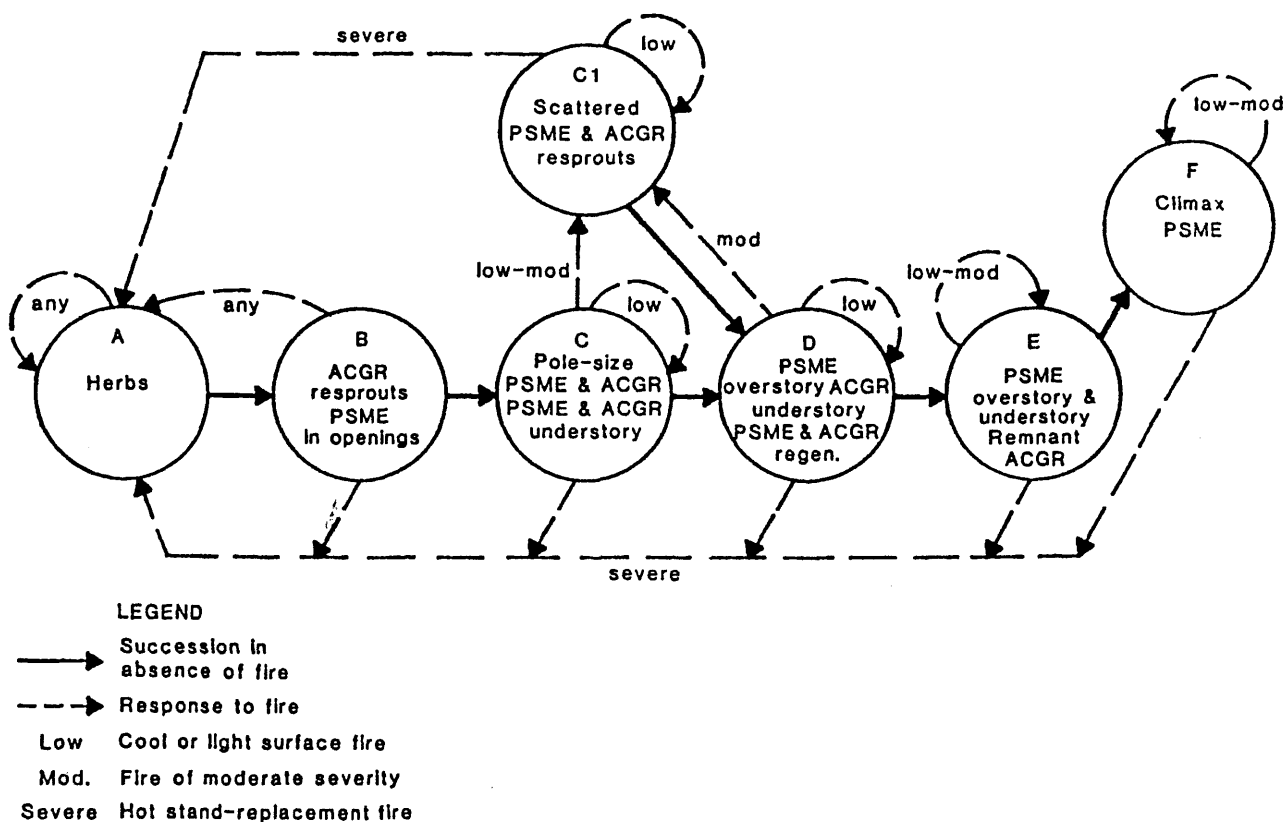 severe
C1
Scattered
PSME & ACGR
resprouts
low
low-mod
F
Climax
PSME
mod
low-mod
low-mod
any
any
low
low
A
Herbs
B
ACGR
resprouts
PSME
in openings
C
Pole-size
PSME & ACGR
PSME & ACGR
understory
D
PSME
overstory ACGR
understory
PSME & ACGR
regen.
E
PSME
overstory &
understory
Remnant
ACGR
severe
LEGEND
Succession in
absence of fire
Response to fire
Low Cool or light surface fire
Mod. Fire of moderate severity
Severe Hot stand-replacement fire